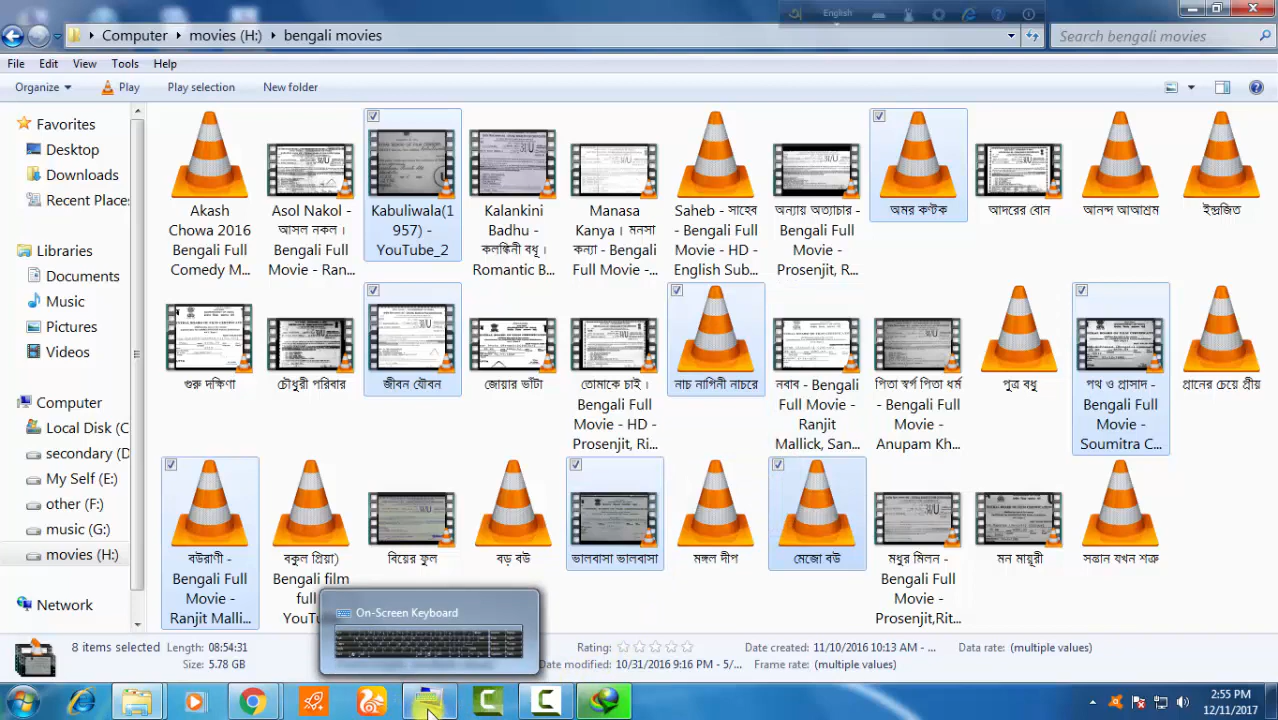 English
Computer
movies (H:)
bengali movies
Search bengali movies
File
Edit
View
Tools
Help
Organize
Play
Play selection
New folder
Favorites
Desktop
Downloads
Recent Place:
Libraries
Documents
Music
Pictures
Videos
Computer
Local Disk (C
secondary (D
My Self (E:)
other (F:)
music (G:)
movies (H:)
Network
Akash
Chowa 2016
Bengali Full
Comedy M...
Asol Nakol -
আসল নকল ।
Bengali Full
Movie - Ran...
Kabuliwala(1
957) -
YouTube_2
Kalankini
Badhu -
কলঙ্কিনী বধূ ।
Romantic B...
Manasa
Kanya । মনসা
কন্যা - Bengali
Full Movie -...
Saheb - সাহেব
- Bengali Full
Movie - HD -
English Sub...
অন্যায় অত্যাচার -
Bengali Full
Movie -
Prosenjit, R...
অমর কণ্টক
আদরের বোন
আনন্দ আআশ্রম
ইন্দ্রজিত
গুরু দক্ষিণা
চৌধুরী পরিবার
জীবন যৌবন
জোয়ার ভাঁটা
তোমাকে চাই ।
Bengali Full
Movie - HD -
Prosenjit, Ri...
নাচ নাগিনী নাচরে
নবাব - Bengali
Full Movie -
Ranjit
Mallick, San...
পিতা স্বর্গ পিতা ধর্ম
- Bengali Full
Movie -
Anupam Kh...
পুত্র বধু
পথ ও প্রাসাদ -
Bengali Full
Movie -
Soumitra C...
প্রানের চেয়ে প্রীয়
বউরাণী -
Bengali Full
Movie -
Ranjit Malli...
বকুল প্রিয়া)
Bengali film
full
YouTu
বিয়ের ফুল
বড় বউ
ভালবাসা ভালবাসা
মঙ্গল দীপ
মেজো বউ
মধুর মিলন -
Bengali Full
Movie -
Prosenjit,Rit...
মন মায়ূরী
সন্তান যখন শত্রু
On-Screen Keyboard
8 items selected
Length: 08:54:31
Size: 5.78 GB
Rating:
Date modified: 10/31/2016 9:16 PM - 5/...
Date created: 11/10/2016 10:13 AM - ...
Frame rate: (multiple values)
Data rate: (multiple values)
2:55 PM
12/11/2017